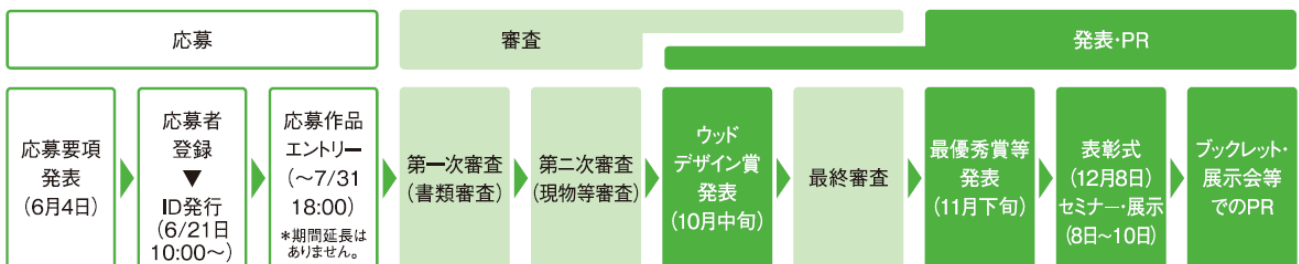 応募
審査
発表・PR
応募要項
発表
(6月4日)
応募者
登録
▼
ID発行
(6/21日
10:00〜)
応募作品
エントリー
(〜7/31
18:00)
*期間延長は
ありません。
第一次審査
(書類審査)
第二次審査
(現物等審査)
ウッド
デザイン賞
発表
(10月中旬)
最終審査
最優秀賞等
発表
(11月下旬)
表彰式
(12月8日)
セミナー・展示
(8日〜10日)
ブックレット・
展示会等
でのPR